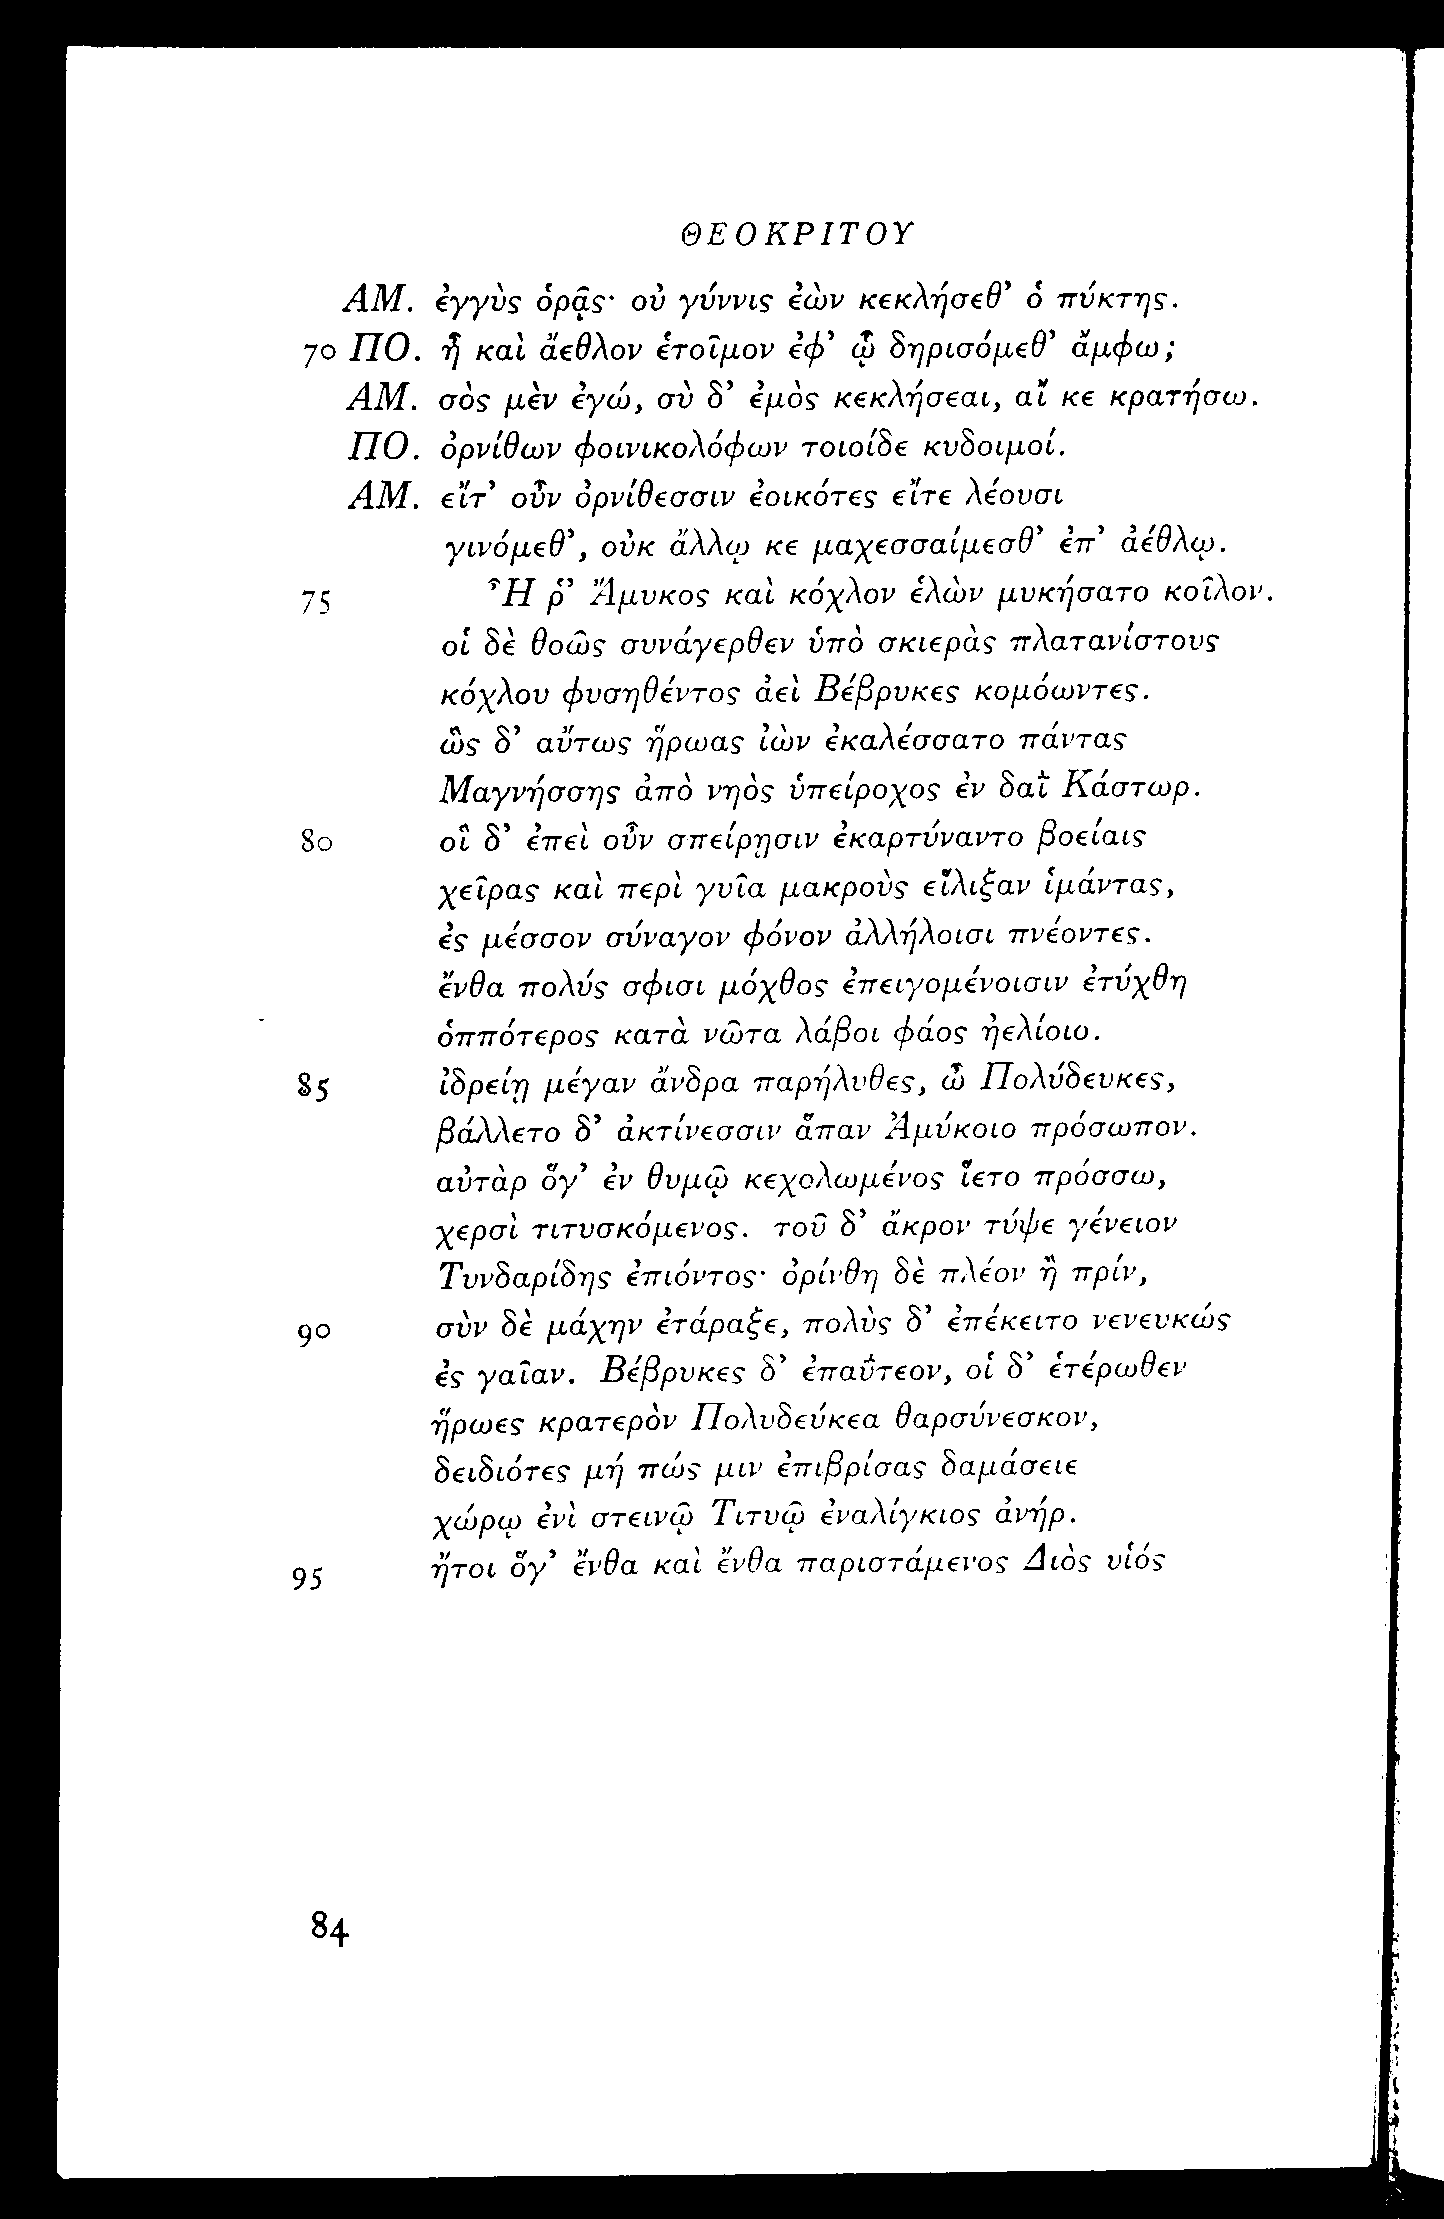 ΘΕΟΚΡΙΤΟΥ
ΑΜ. ἐγγὺς ὁρᾷς· οὐ γύννις ἐὼν κεκλήσεθ’ ὁ πύκτης.
70 ΠΟ. ἦ καὶ ἄεθλον ἑτοῖμον ἐφ’ ᾧ δηρισόμεθ’ ἄμφω;
ΑΜ. σὸς μὲν ἐγώ, σὺ δ’ ἐμὸς κεκλήσεαι, αἴ κε κρατήσω.
ΠΟ. ὀρνίθων φοινικολόφων τοιοίδε κυδοιμοί.
ΑΜ. εἴτ’ οὖν ὀρνίθεσσιν ἐοικότες εἴτε λέουσι
γινόμεθ’, οὐκ ἄλλῳ κε μαχεσσαίμεσθ’ ἐπ’ ἀέθλῳ.
75 Ἦ ῥ’ Ἄμυκος καὶ κόχλον ἑλὼν μυκήσατο κοῖλον.
οἱ δὲ θοῶς συνάγερθεν ὑπὸ σκιερὰς πλατανίστους
κόχλου φυσηθέντος ἀεὶ Βέβρυκες κομόωντες.
ὣς δ’ αὔτως ἥρωας ἰὼν ἐκαλέσσατο πάντας
Μαγνήσσης ἀπὸ νηὸς ὑπείροχος ἐν δαῒ Κάστωρ.
80 οἳ δ’ ἐπεὶ οὖν σπείρῃσιν ἐκαρτύναντο βοείαις
χεῖρας καὶ περὶ γυῖα μακροὺς εἵλιξαν ἱμάντας,
ἐς μέσσον σύναγον φόνον ἀλλήλοισι πνέοντες.
ἔνθα πολύς σφισι μόχθος ἐπειγομένοισιν ἐτύχθη
ὁππότερος κατὰ νῶτα λάβοι φάος ἠελίοιο.
85 ἰδρείῃ μέγαν ἄνδρα παρήλυθες, ὦ Πολύδευκες,
βάλλετο δ’ ἀκτίνεσσιν ἅπαν Ἀμύκοιο πρόσωπον.
αὐτὰρ ὅγ’ ἐν θυμῷ κεχολωμένος ἵετο πρόσσω,
χερσὶ τιτυσκόμενος. τοῦ δ’ ἄκρον τύψε γένειον
Τυνδαρίδης ἐπιόντος· ὀρίνθη δὲ πλέον ἢ πρίν,
90 σὺν δὲ μάχην ἐτάραξε, πολὺς δ’ ἐπέκειτο νενευκώς
ἐς γαῖαν. Βέβρυκες δ’ ἐπαΰτεον, οἱ δ’ ἑτέρωθεν
ἥρωες κρατερὸν Πολυδεύκεα θαρσύνεσκον,
δειδιότες μή πώς μιν ἐπιβρίσας δαμάσειε
χώρῳ ἐνὶ στεινῷ Τιτυῷ ἐναλίγκιος ἀνήρ.
95 ἤτοι ὅγ’ ἔνθα καὶ ἔνθα παριστάμενος Διὸς υἱός
84